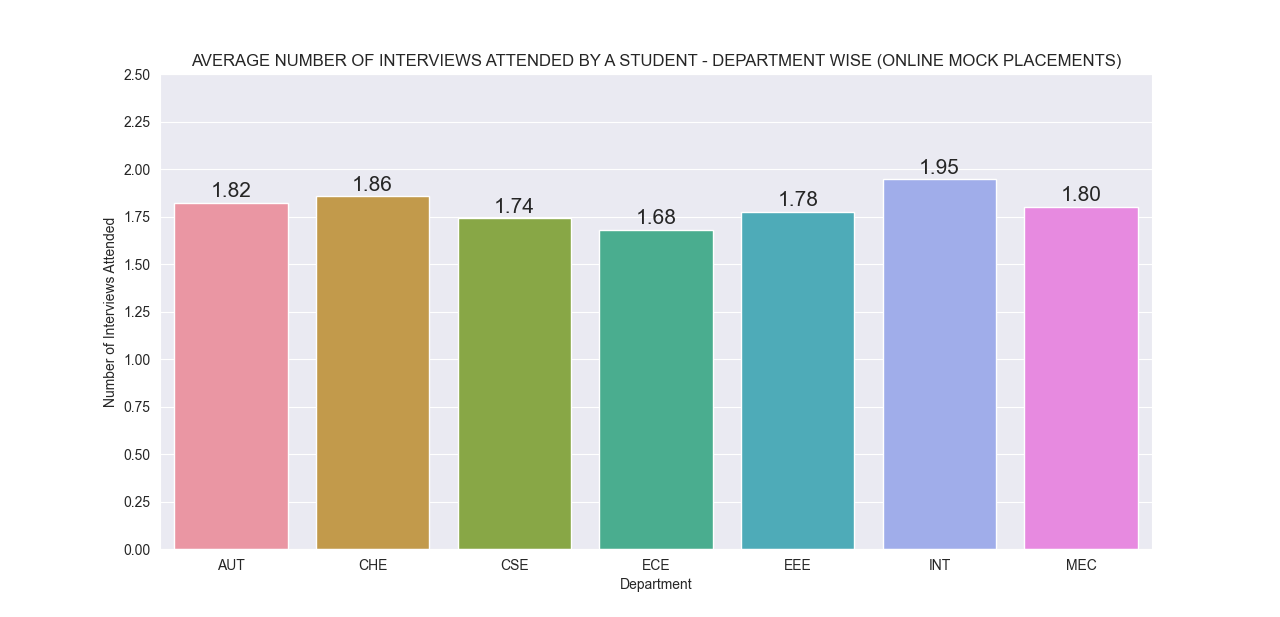 AVERAGE NUMBER OF INTERVIEWS ATTENDED BY A STUDENT - DEPARTMENT WISE (ONLINE MOCK PLACEMENTS)
2.50
2.25
2.00
1.75
1.50
1.25
1.00
0.75
0.50
0.25
0.00
Number of Interviews Attended
1.82
1.86
1.74
1.68
1.78
1.95
1.80
AUT
CHE
CSE
ECE
EEE
INT
MEC
Department